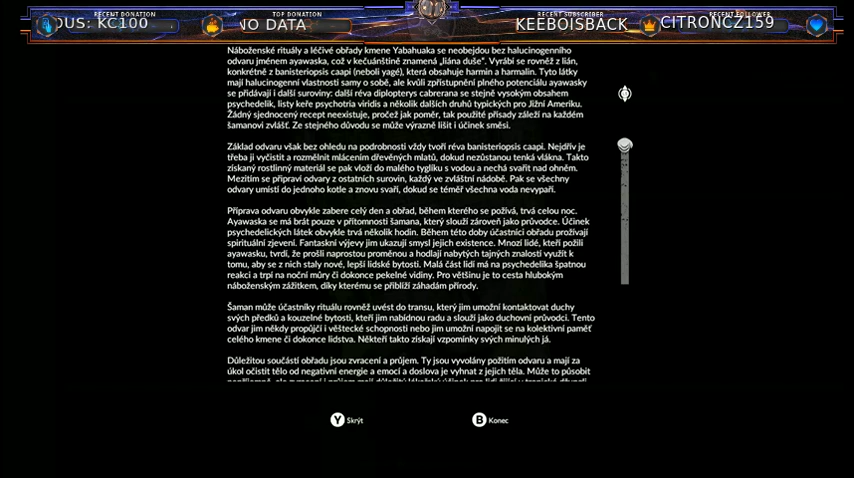 RECENT DONATION
TOP DONATION
RECENT SUBSCRIBER
RECENT FOLLOWER
OUS: KC100
NO DATA
KEEBOISBACK
CITRONCZ159
Náboženské rituály a léčivé obřady kmene Yabahuaka se neobejdou bez halucinogenního
odvaru jménem ayawaska, což v kečuánštině znamená „liána duše“. Vyrábí se rovněž z lián,
konkrétně z banisteriopsis caapi (neboli yagé), která obsahuje harmin a harmalin. Tyto látky
mají halucinogenní vlastnosti samy o sobě, ale kvůli zpřístupnění plného potenciálu ayawasky
se přidávají i další suroviny: další réva diplopterys cabrerana se stejně vysokým obsahem
psychedelik, listy keře psychotria viridis a několik dalších druhů typických pro Jižní Ameriku.
Žádný sjednocený recept neexistuje, pročež jak poměr, tak použité přísady záleží na každém
šamanovi zvlášť. Ze stejného důvodu se může výrazně lišit i účinek směsi.
Základ odvaru však bez ohledu na podrobnosti vždy tvoří réva banisteriopsis caapi. Nejdřív je
třeba ji vyčistit a rozmělnit mlácením dřevěných mlatů, dokud nezůstanou tenká vlákna. Takto
získaný rostlinný materiál se pak vloží do malého tyglíku s vodou a nechá svařit nad ohněm.
Mezitím se připraví odvary z ostatních surovin, každý ve zvláštní nádobě. Pak se všechny
odvary umístí do jednoho kotle a znovu svaří, dokud se téměř všechna voda nevypaří.
Příprava odvaru obvykle zabere celý den a obřad, během kterého se požívá, trvá celou noc.
Ayawaska se má brát pouze v přítomnosti šamana, který slouží zároveň jako průvodce. Účinek
psychedelických látek obvykle trvá několik hodin. Během této doby účastníci obřadu prožívají
spirituální zjevení. Fantaskní výjevy jim ukazují smysl jejich existence. Mnozí lidé, kteří požili
ayawasku, tvrdí, že prošli naprostou proměnou a hodlají nabytých tajných znalostí využít k
tomu, aby se z nich staly nové, lepší lidské bytosti. Malá část lidí má na psychedelika špatnou
reakci a trpí na noční můry či dokonce pekelné vidiny. Pro většinu je to cesta hlubokým
náboženským zážitkem, díky kterému se přiblíží záhadám přírody.
Šaman může účastníky rituálu rovněž uvést do transu, který jim umožní kontaktovat duchy
svých předků a kouzelné bytosti, kteří jim nabídnou radu a slouží jako duchovní průvodci. Tento
odvar jim někdy propůjčí i věštecké schopnosti nebo jim umožní napojit se na kolektivní paměť
celého kmene či dokonce lidstva. Někteří takto získají vzpomínky svých minulých já.
Důležitou součástí obřadu jsou zvracení a průjem. Ty jsou vyvolány požitím odvaru a mají za
úkol očistit tělo od negativní energie a emocí a doslova je vyhnat z jejich těla. Může to působit
Y Skrýt
B Konec